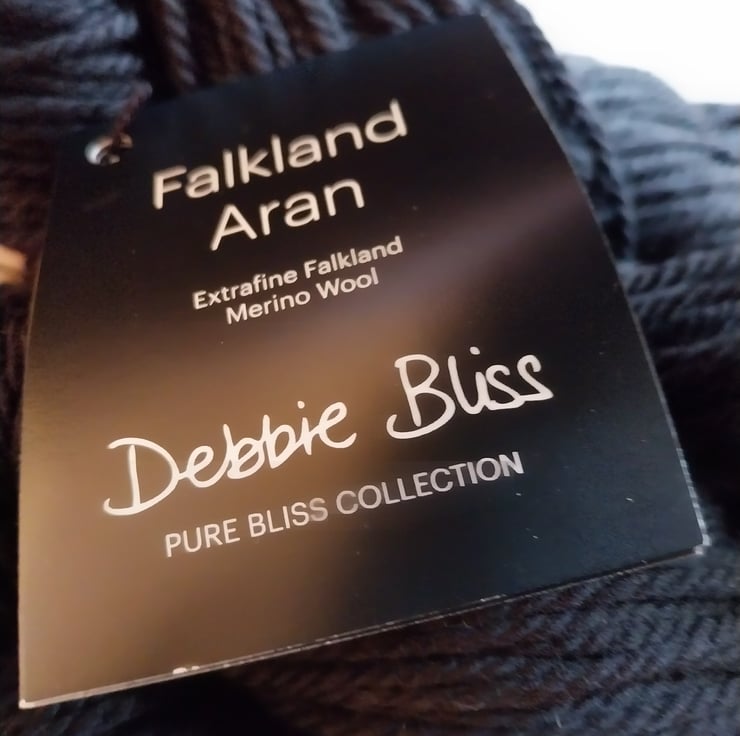 Falkland
Aran
Extrafine Falkland
Merino Wool
Debbie Bliss
PURE BLISS COLLECTION